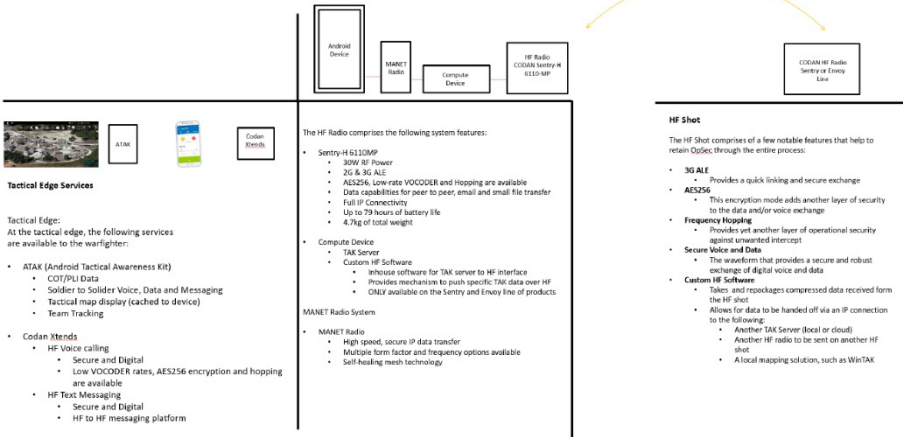 Android
Device
MANET
Radio
Compute
Device
HF Radio
CODAN Sentry-H
6110-MP
CODAN HF Radio
Sentry or Envoy
Line
ATAK
Codan
Xtends
Tactical Edge Services
Tactical Edge:
At the tactical edge, the following services
are available to the warfighter:
• ATAK (Android Tactical Awareness Kit)
• COT/PLI Data
• Soldier to Solider Voice, Data and Messaging
• Tactical map display (cached to device)
• Team Tracking
• Codan Xtends
• HF Voice calling
• Secure and Digital
• Low VOCODER rates, AES256 encryption and hopping
are available
• HF Text Messaging
• Secure and Digital
• HF to HF messaging platform
The HF Radio comprises the following system features:
• Sentry-H 6110MP
• 30W RF Power
• 2G & 3G ALE
• AES256, Low-rate VOCODER and Hopping are available
• Data capabilities for peer to peer, email and small file transfer
• Full IP Connectivity
• Up to 79 hours of battery life
• 4.7kg of total weight
• Compute Device
• TAK Server
• Custom HF Software
• Inhouse software for TAK server to HF interface
• Provides mechanism to push specific TAK data over HF
• ONLY available on the Sentry and Envoy line of products
MANET Radio System
• MANET Radio
• High speed, secure IP data transfer
• Multiple form factor and frequency options available
• Self-healing mesh technology
HF Shot
The HF Shot comprises of a few notable features that help to
retain OpSec through the entire process:
• 3G ALE
• Provides a quick linking and secure exchange
• AES256
• This encryption mode adds another layer of security
to the data and/or voice exchange
• Frequency Hopping
• Provides yet another layer of operational security
against unwanted intercept
• Secure Voice and Data
• The waveform that provides a secure and robust
exchange of digital voice and data
• Custom HF Software
• Takes and repackages compressed data received form
the HF shot
• Allows for data to be handed off via an IP connection
to the following:
• Another TAK Server (local or cloud)
• Another HF radio to be sent on another HF
shot
• A local mapping solution, such as WinTAK